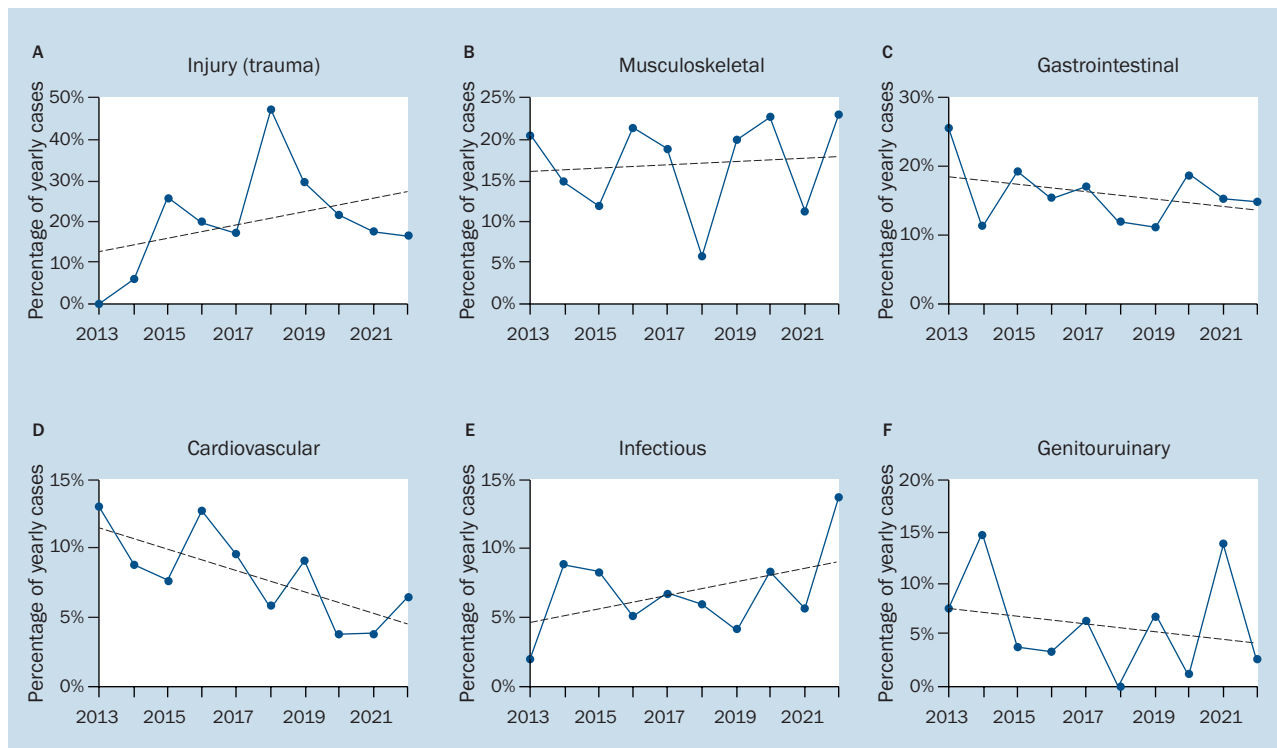 A
Injury (trauma)
Percentage of yearly cases
50%
40%
30%
20%
10%
0%
2013 2015 2017 2019 2021
B
Musculoskeletal
Percentage of yearly cases
25%
20%
15%
10%
5%
0%
2013 2015 2017 2019 2021
C
Gastrointestinal
Percentage of yearly cases
30%
20%
10%
0%
2013 2015 2017 2019 2021
D
Cardiovascular
Percentage of yearly cases
15%
10%
5%
0%
2013 2015 2017 2019 2021
E
Infectious
Percentage of yearly cases
15%
10%
5%
0%
2013 2015 2017 2019 2021
F
Genitouruinary
Percentage of yearly cases
20%
15%
10%
5%
0%
2013 2015 2017 2019 2021